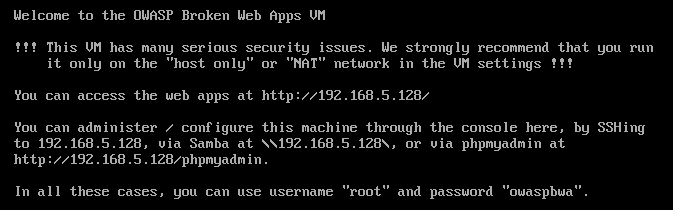 Welcome to the OWASP Broken Web Apps VM
!!! This VM has many serious security issues. We strongly recommend that you run
it only on the "host only" or "NAT" network in the VM settings !!!
You can access the web apps at http://192.168.5.128/
You can administer / configure this machine through the console here, by SSHing
to 192.168.5.128, via Samba at \\192.168.5.128\, or via phpmyadmin at
http://192.168.5.128/phpmyadmin.
In all these cases, you can use username "root" and password "owaspbwa".